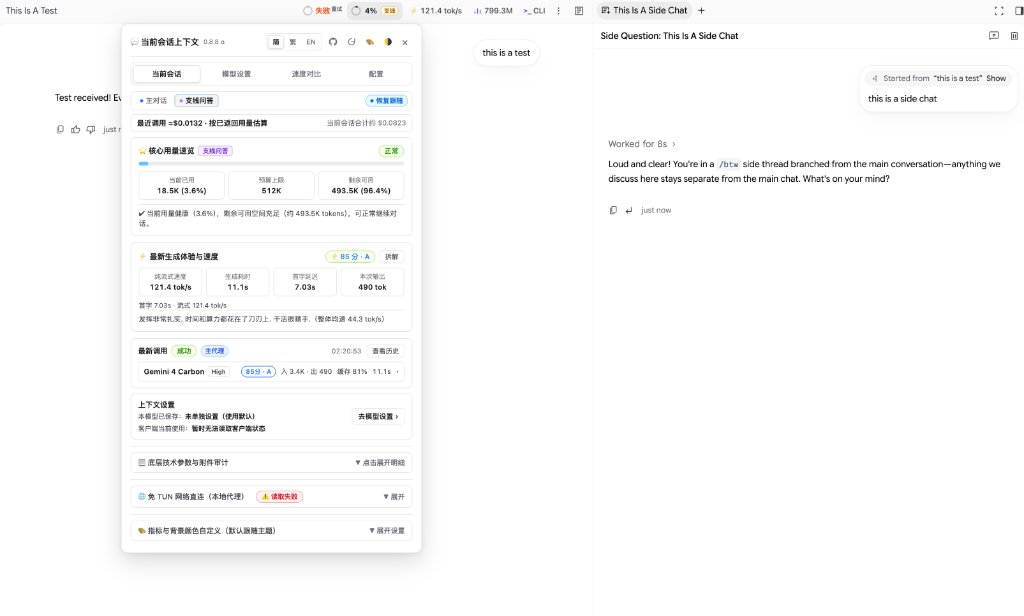 This Is A Test
失败 重试
4% 支线
121.4 tok/s
799.3M
>_ CLI
This Is A Side Chat
Side Question: This Is A Side Chat
this is a test
Test received! Ev
just r
当前会话上下文 0.8.8 α
简 繁 EN
当前会话 模型设置 速度对比 配置
主对话 支线问答 恢复跟随
最近调用 ≈$0.0132 · 按已返回用量估算 当前会话合计约 $0.0823
核心用量速览 支线问答 正常
当前已用 预算上限 剩余可用
18.5K (3.6%) 512K 493.5K (96.4%)
✔ 当前用量健康（3.6%），剩余可用空间充足（约 493.5K tokens），可正常继续对
话。
最新生成体验与速度 ⚡ 85 分 · A 拆解
纯流式速度 生成耗时 首字延迟 本次输出
121.4 tok/s 11.1s 7.03s 490 tok
首字 7.03s · 流式 121.4 tok/s
发挥非常扎实，时间和算力都花在了刀刃上，干活很顺手。（整体均速 44.3 tok/s）
最新调用 成功 主代理 02:20:53 查看历史
Gemini 4 Carbon High 85分 · A 入 3.4K · 出 490 缓存 81% 11.1s
上下文设置
本模型已保存：未单独设置（使用默认）
客户端当前使用：暂时无法读取客户端状态
去模型设置 ›
底层技术参数与附件审计 ▼ 点击展开明细
免 TUN 网络直连（本地代理） ⚠ 读取失败 ▼ 展开
指标与背景颜色自定义（默认跟随主题） ▼ 展开设置
Started from "this is a test" Show
this is a side chat
Worked for 8s ›
Loud and clear! You're in a /btw side thread branched from the main conversation—anything we
discuss here stays separate from the main chat. What's on your mind?
just now